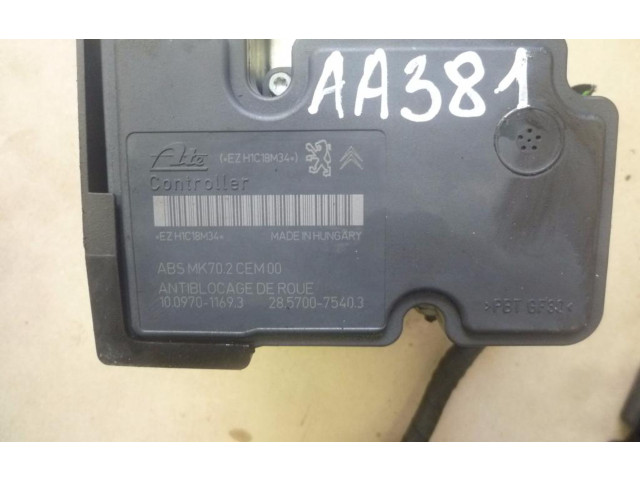 AA381
Ate (*EZ H1C18M34*)
Controller
*EZ H1C18M34* MADE IN HUNGARY
ABS MK70.2 CEM 00
ANTIBLOCAGE DE ROUE
10.0970-1169.3 28.5700-7540.3
>PBT GF30<